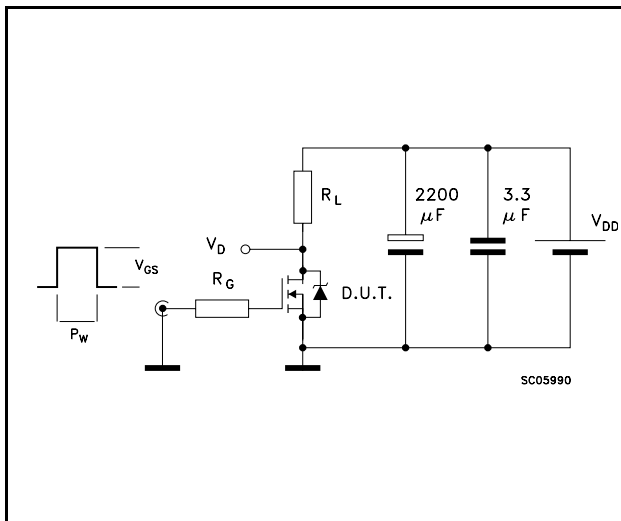 R_L
2200 μF
3.3 μF
V_DD
V_D
V_GS
R_G
D.U.T.
P_W
SC05990